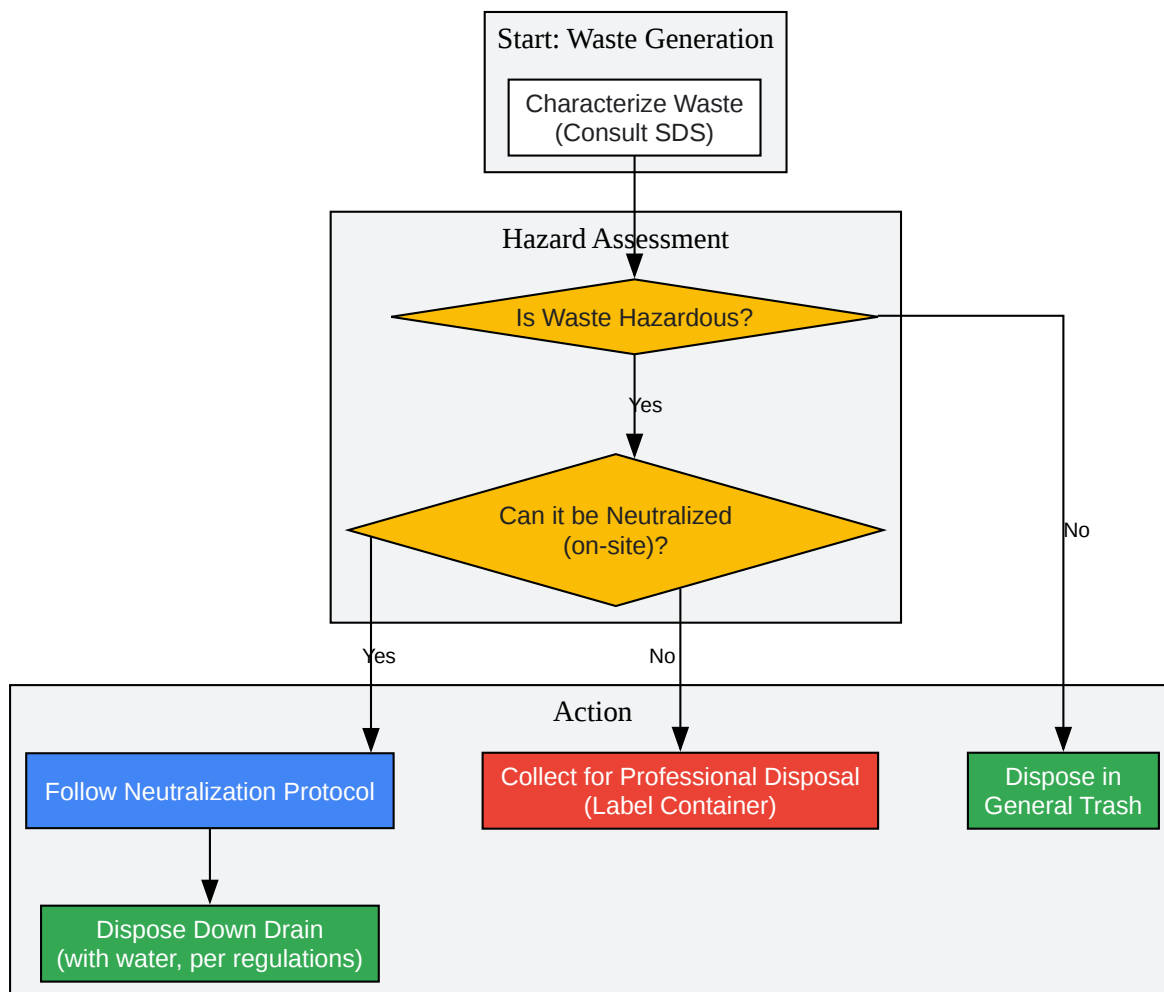 Start: Waste Generation
Characterize Waste
(Consult SDS)
Hazard Assessment
Is Waste Hazardous?
Yes
Can it be Neutralized
(on-site)?
No
Yes
No
Action
Follow Neutralization Protocol
Collect for Professional Disposal
(Label Container)
Dispose in
General Trash
Dispose Down Drain
(with water, per regulations)